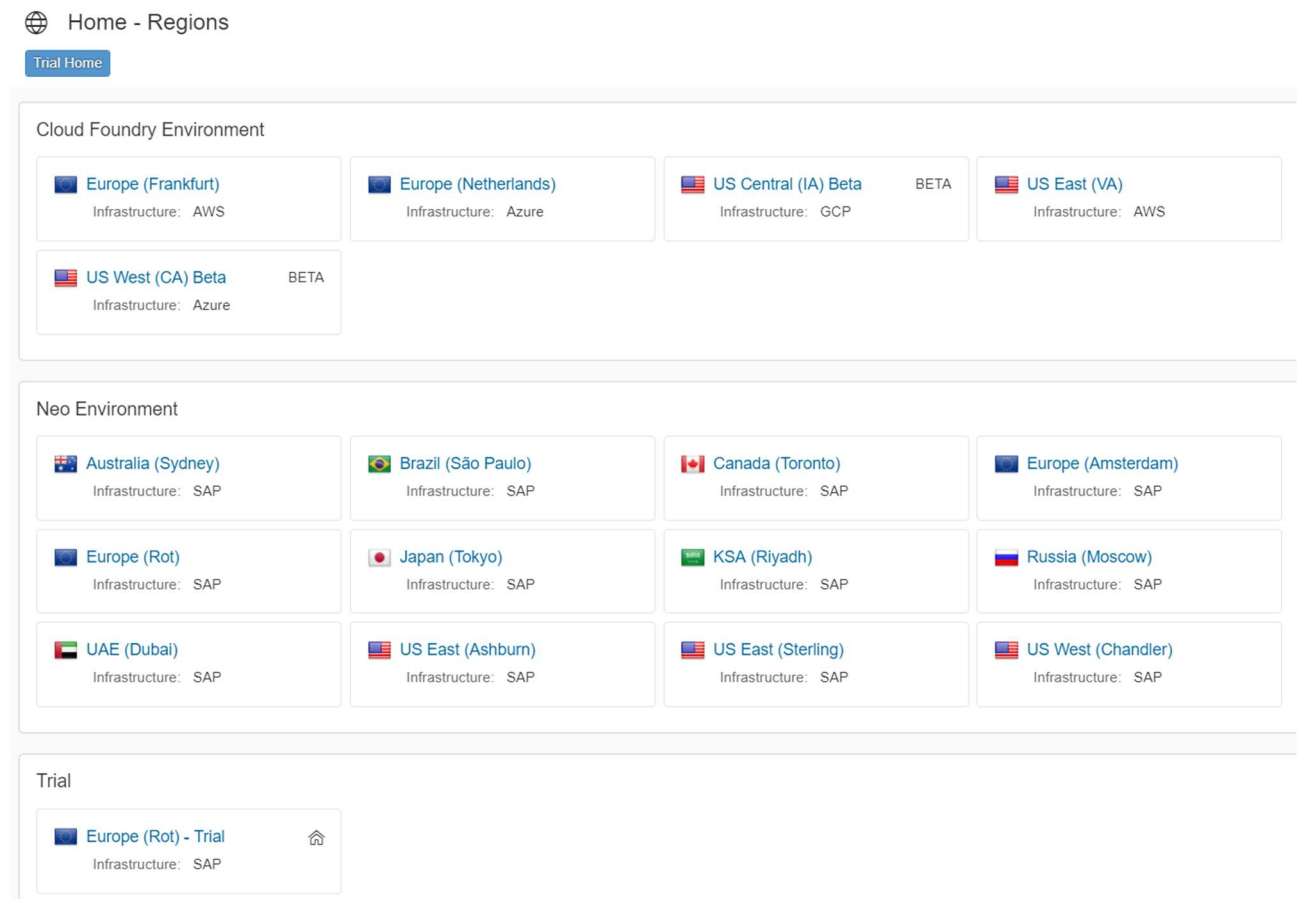 Home - Regions
Trial Home
Cloud Foundry Environment
Europe (Frankfurt)
Infrastructure: AWS
Europe (Netherlands)
Infrastructure: Azure
US Central (IA) Beta BETA
Infrastructure: GCP
US East (VA)
Infrastructure: AWS
US West (CA) Beta BETA
Infrastructure: Azure
Neo Environment
Australia (Sydney)
Infrastructure: SAP
Brazil (São Paulo)
Infrastructure: SAP
Canada (Toronto)
Infrastructure: SAP
Europe (Amsterdam)
Infrastructure: SAP
Europe (Rot)
Infrastructure: SAP
Japan (Tokyo)
Infrastructure: SAP
KSA (Riyadh)
Infrastructure: SAP
Russia (Moscow)
Infrastructure: SAP
UAE (Dubai)
Infrastructure: SAP
US East (Ashburn)
Infrastructure: SAP
US East (Sterling)
Infrastructure: SAP
US West (Chandler)
Infrastructure: SAP
Trial
Europe (Rot) - Trial
Infrastructure: SAP